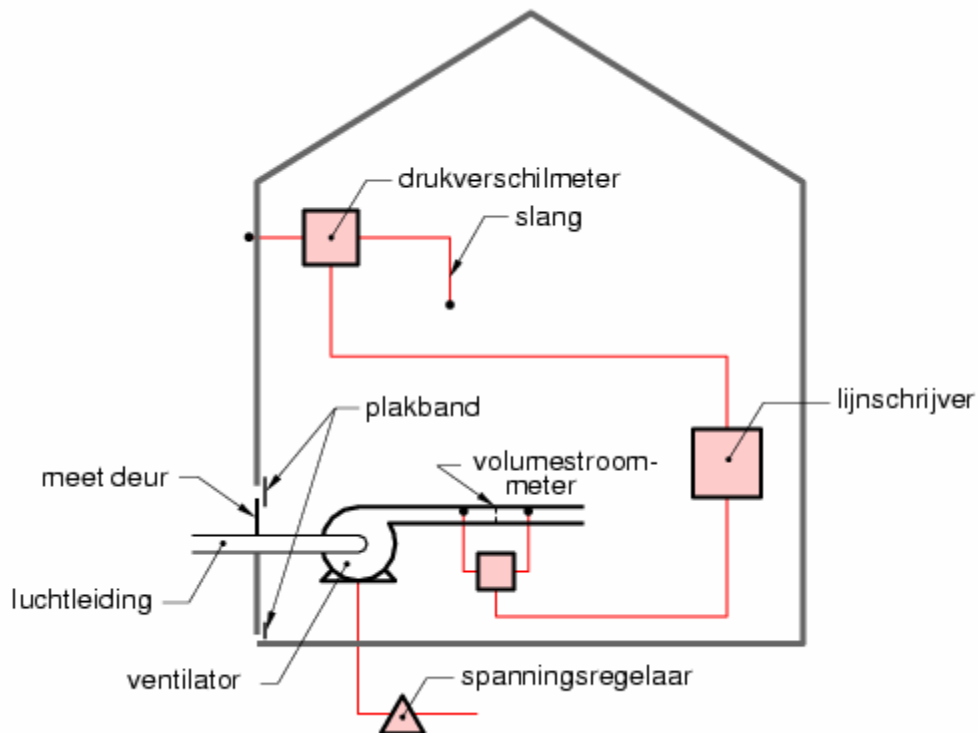 drukverschilmeter
slang
plakband
lijnschrijver
meet deur
volumestroom-
meter
luchtleiding
ventilator
spanningsregelaar